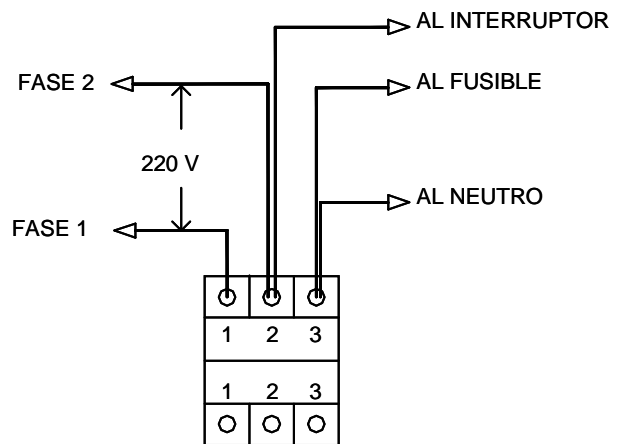 AL INTERRUPTOR
FASE 2
AL FUSIBLE
220 V
AL NEUTRO
FASE 1
1 2 3
1 2 3